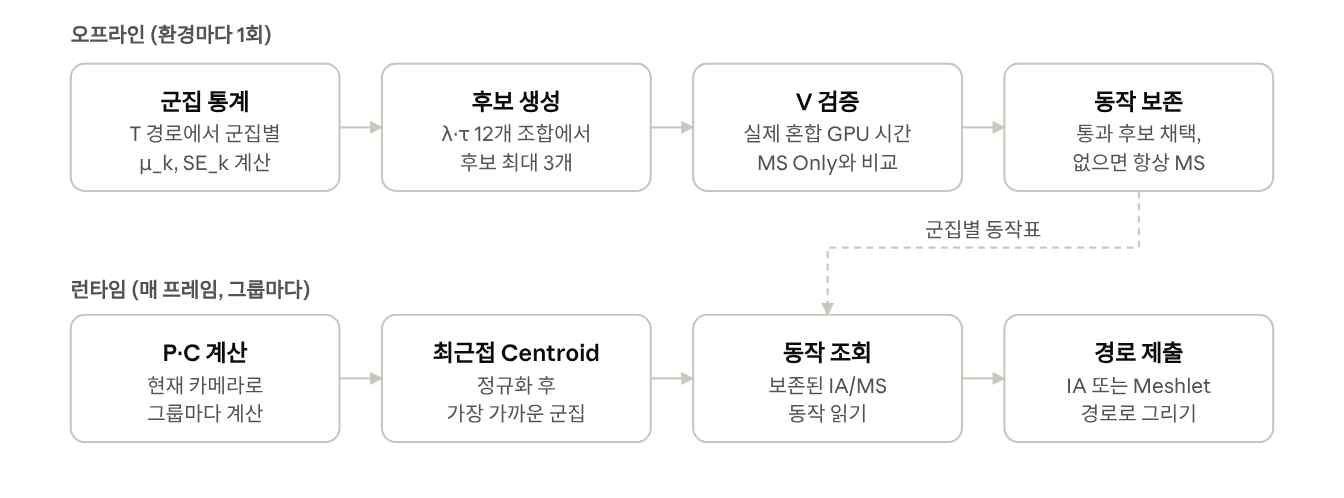 오프라인 (환경마다 1회)
군집 통계
T 경로에서 군집별
μ_k, SE_k 계산
후보 생성
λ·τ 12개 조합에서
후보 최대 3개
V 검증
실제 혼합 GPU 시간
MS Only와 비교
동작 보존
통과 후보 채택,
없으면 항상 MS
군집별 동작표
런타임 (매 프레임, 그룹마다)
P·C 계산
현재 카메라로
그룹마다 계산
최근접 Centroid
정규화 후
가장 가까운 군집
동작 조회
보존된 IA/MS
동작 읽기
경로 제출
IA 또는 Meshlet
경로로 그리기